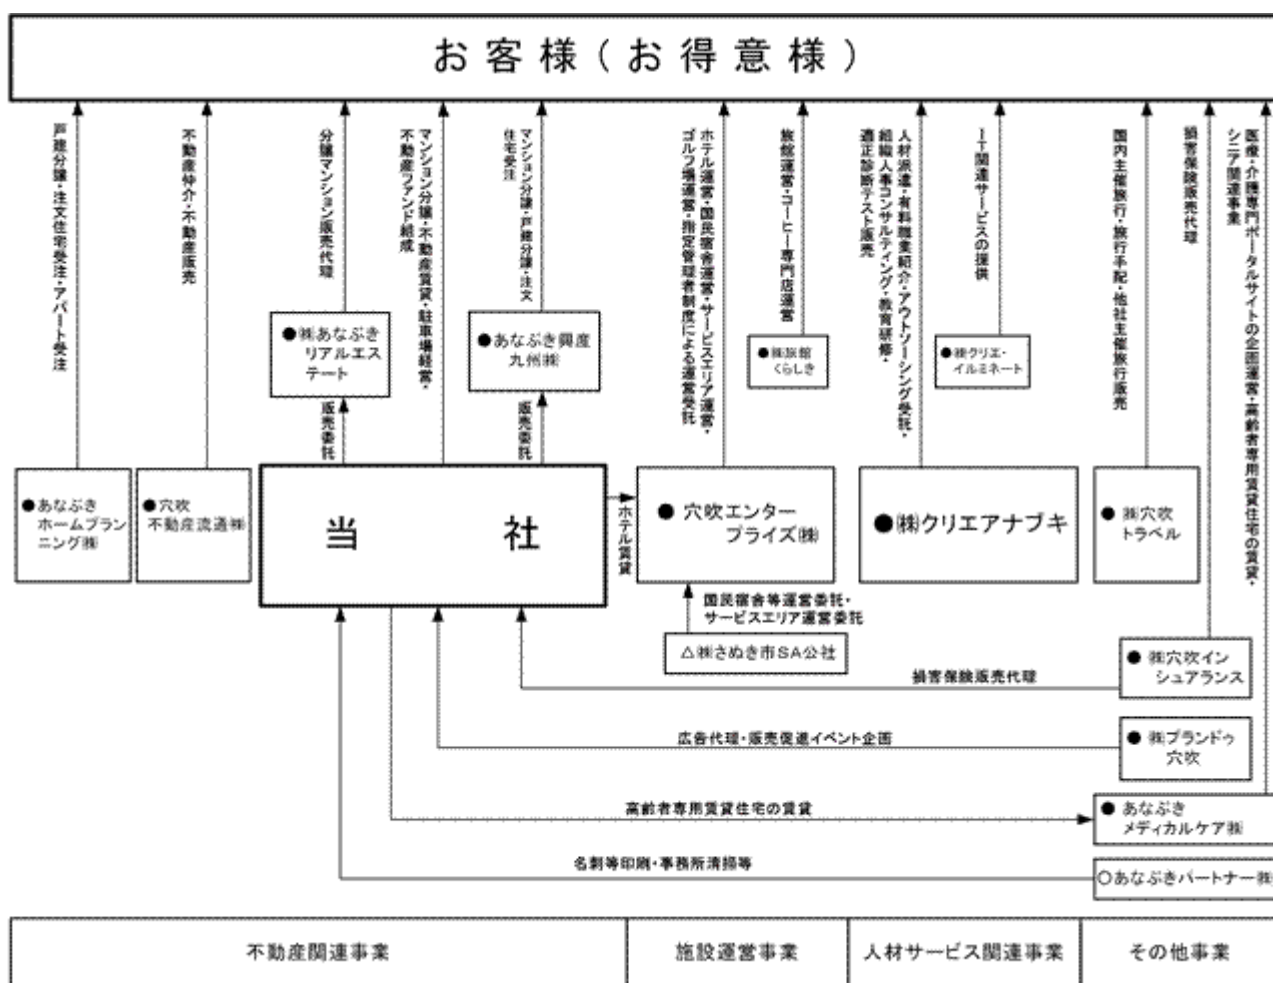 お客様（お得意様）
戸建分譲・注文住宅受注・アパート受注
不動産仲介・不動産販売
分譲マンション販売代理
マンション分譲・不動産賃貸・駐車場経営・
不動産ファンド組成
マンション分譲・戸建分譲・注文
住宅受注
ホテル運営・国民宿舎運営・サービスエリア運営・
ゴルフ場運営・指定管理者制度による運営受託
旅館運営・コーヒー専門店運営
人材派遣・有料職業紹介・アウトソーシング受託・
組織人事コンサルティング・教育研修・
適正診断テスト販売
ＩＴ関連サービスの提供
国内主催旅行・旅行手配・他社主催旅行販売
損害保険販売代理
医療・介護専門ポータルサイトの企画運営・高齢者専用賃貸住宅の賃貸・
シニア関連事業
●㈱あなぶき
リアルエス
テート
●あなぶき興産
九州㈱
●㈱旅館
くらしき
●㈱クリエ・
イルミネート
販売委託
販売委託
●あなぶき
ホームプラン
ニング㈱
●穴吹
不動産流通㈱
当社
ホテル賃貸
●穴吹エンター
プライズ㈱
●㈱クリエアナブキ
●㈱穴吹
トラベル
国民宿舎等運営委託・
サービスエリア運営委託
△㈱さぬき市ＳＡ公社
●㈱穴吹イン
シュアランス
損害保険販売代理
●㈱プランドゥ
穴吹
広告代理・販売促進イベント企画
●あなぶき
メディカルケア㈱
高齢者専用賃貸住宅の賃貸
○あなぶきパートナー㈱
名刺等印刷・事務所清掃等
不動産関連事業
施設運営事業
人材サービス関連事業
その他事業